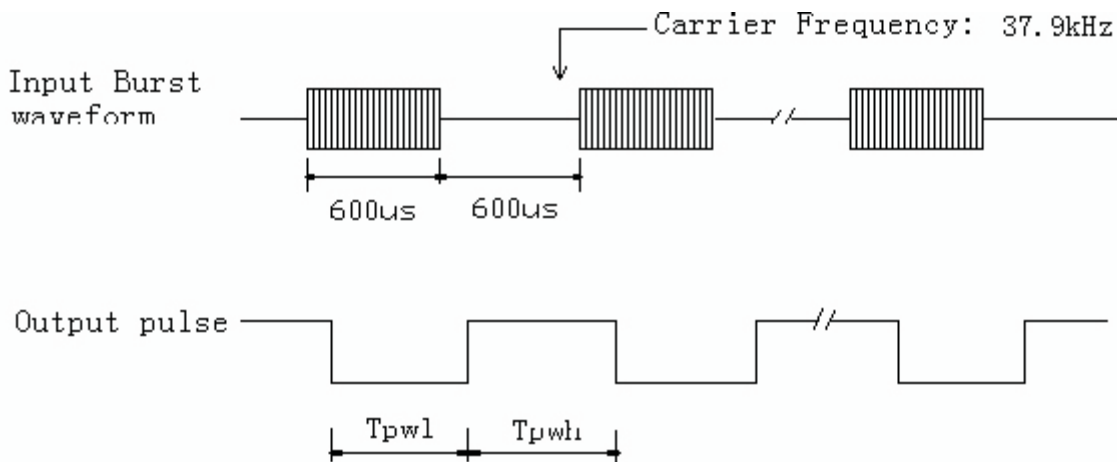 Carrier Frequency: 37.9kHz
Input Burst
waveform
600us 600us
Output pulse
Tpwl Tpwh